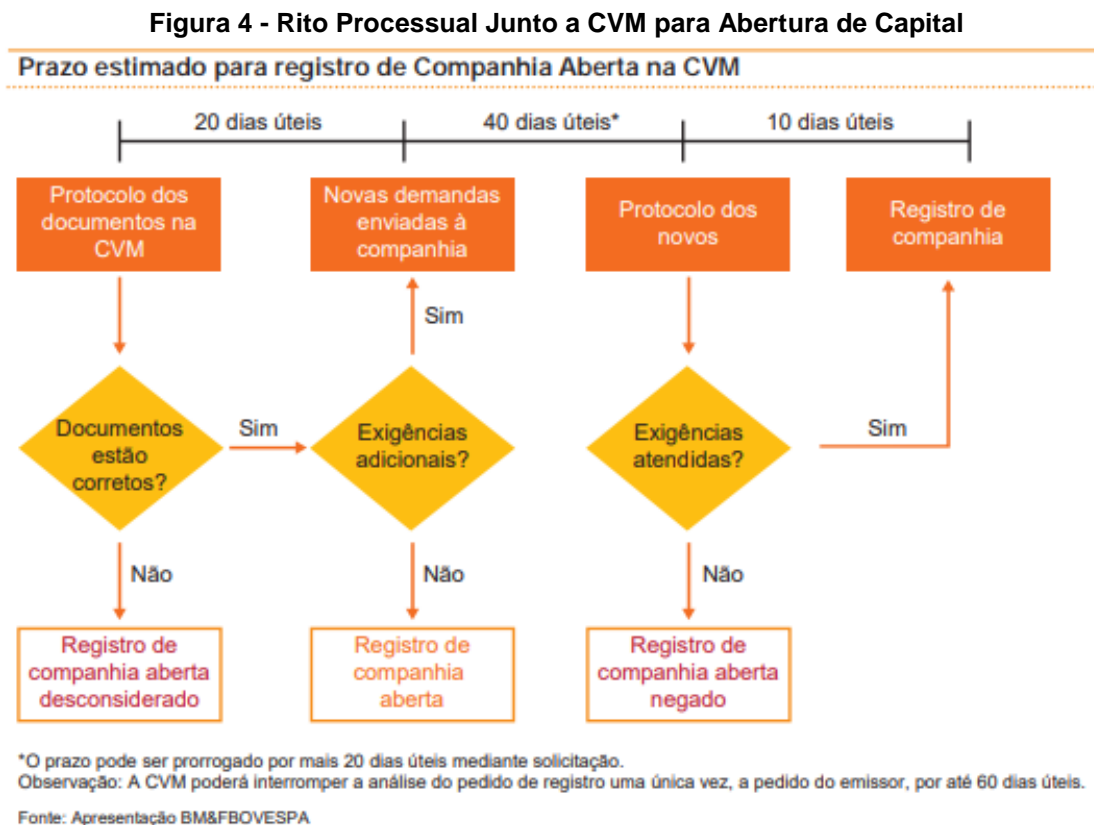 Figura 4 - Rito Processual Junto a CVM para Abertura de Capital
Prazo estimado para registro de Companhia Aberta na CVM
20 dias úteis
40 dias úteis*
10 dias úteis
Protocolo dos
documentos na
CVM
Novas demandas
enviadas à
companhia
Protocolo dos
novos
Registro de
companhia
Sim
Documentos
estão
corretos?
Sim
Exigências
adicionais?
Exigências
atendidas?
Sim
Não
Não
Não
Registro de
companhia aberta
desconsiderado
Registro de
companhia
aberta
Registro de
companhia aberta
negado
*O prazo pode ser prorrogado por mais 20 dias úteis mediante solicitação.
Observação: A CVM poderá interromper a análise do pedido de registro uma única vez, a pedido do emissor, por até 60 dias úteis.
Fonte: Apresentação BM&FBOVESPA